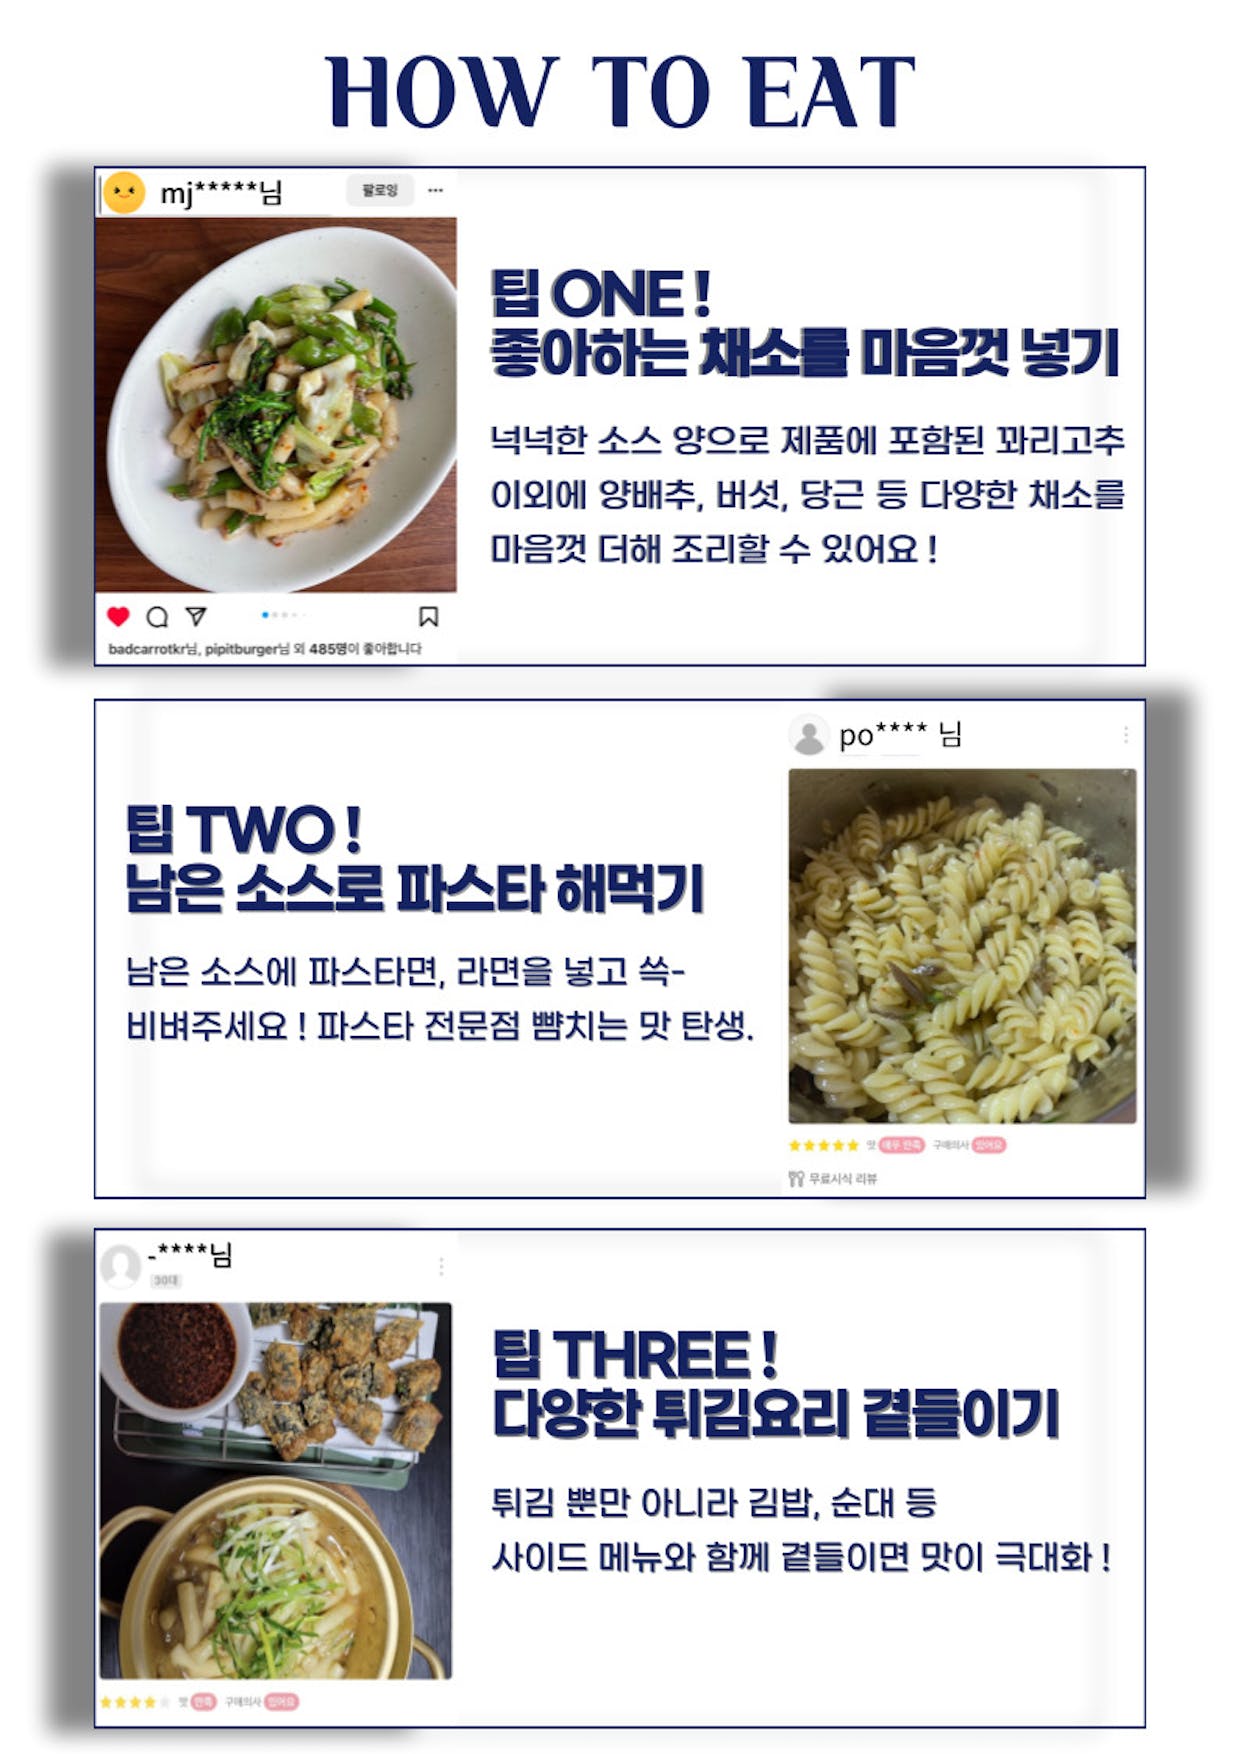 HOW TO EAT
mj*****님
팔로잉
팁 ONE !
좋아하는 채소를 마음껏 넣기
넉넉한 소스 양으로 제품에 포함된 꽈리고추
이외에 양배추, 버섯, 당근 등 다양한 채소를
마음껏 더해 조리할 수 있어요 !
badcarrotkr님, pipitburger님 외 485명이 좋아합니다
po**** 님
팁 TWO !
남은 소스로 파스타 해먹기
남은 소스에 파스타면, 라면을 넣고 쓱-
비벼주세요 ! 파스타 전문점 뺨치는 맛 탄생.
맛 매우 만족 구매의사 있어요
무료시식 리뷰
-****님
30대
팁 THREE !
다양한 튀김요리 곁들이기
튀김 뿐만 아니라 김밥, 순대 등
사이드 메뉴와 함께 곁들이면 맛이 극대화 !
맛 만족 구매의사 있어요